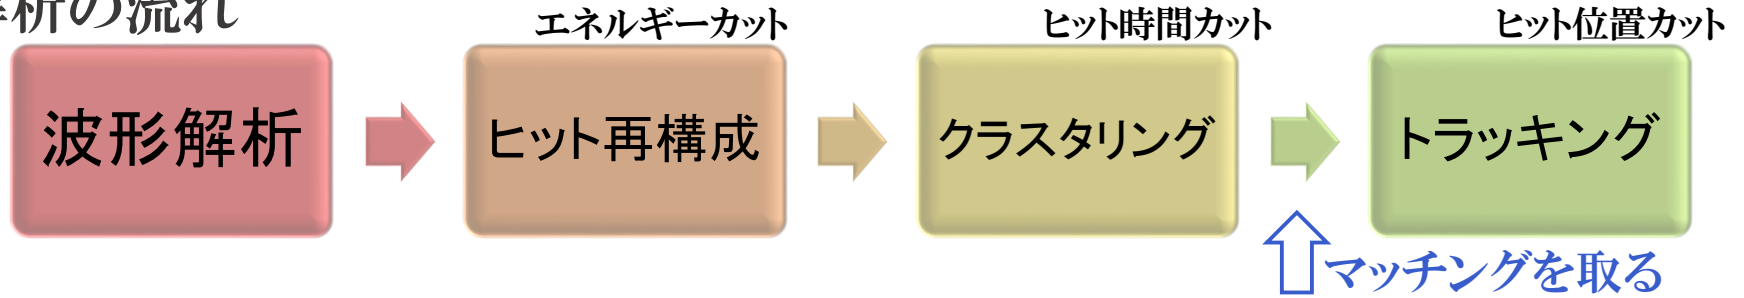 解析の流れ
エネルギーカット
ヒット時間カット
ヒット位置カット
波形解析
ヒット再構成
クラスタリング
トラッキング
マッチングを取る